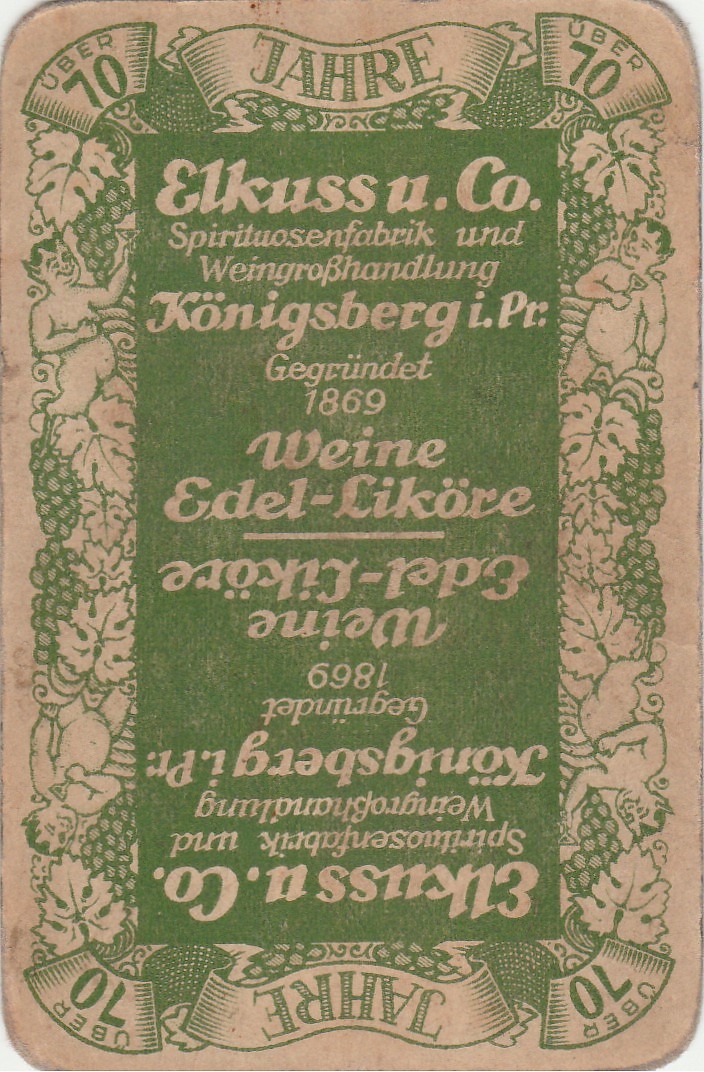 ÜBER 70 JAHRE ÜBER 70
Elkuss u. Co.
Spirituosenfabrik und
Weingroßhandlung
Königsberg i. Pr.
Gegründet
1869
Weine
Edel-Liköre
Edel-Liköre
Weine
1869
Gegründet
Königsberg i. Pr.
Weingroßhandlung
Spirituosenfabrik und
Elkuss u. Co.
ÜBER 70 JAHRE ÜBER 70